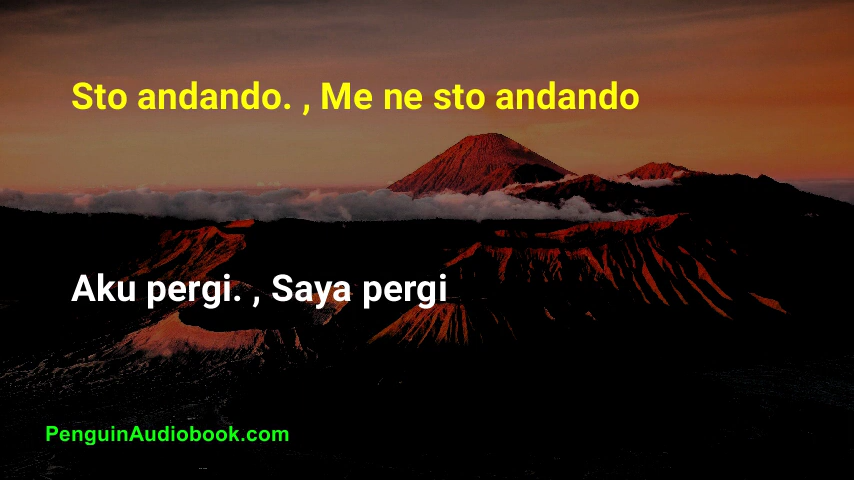 Sto andando. , Me ne sto andando
Aku pergi. , Saya pergi
PenguinAudiobook.com